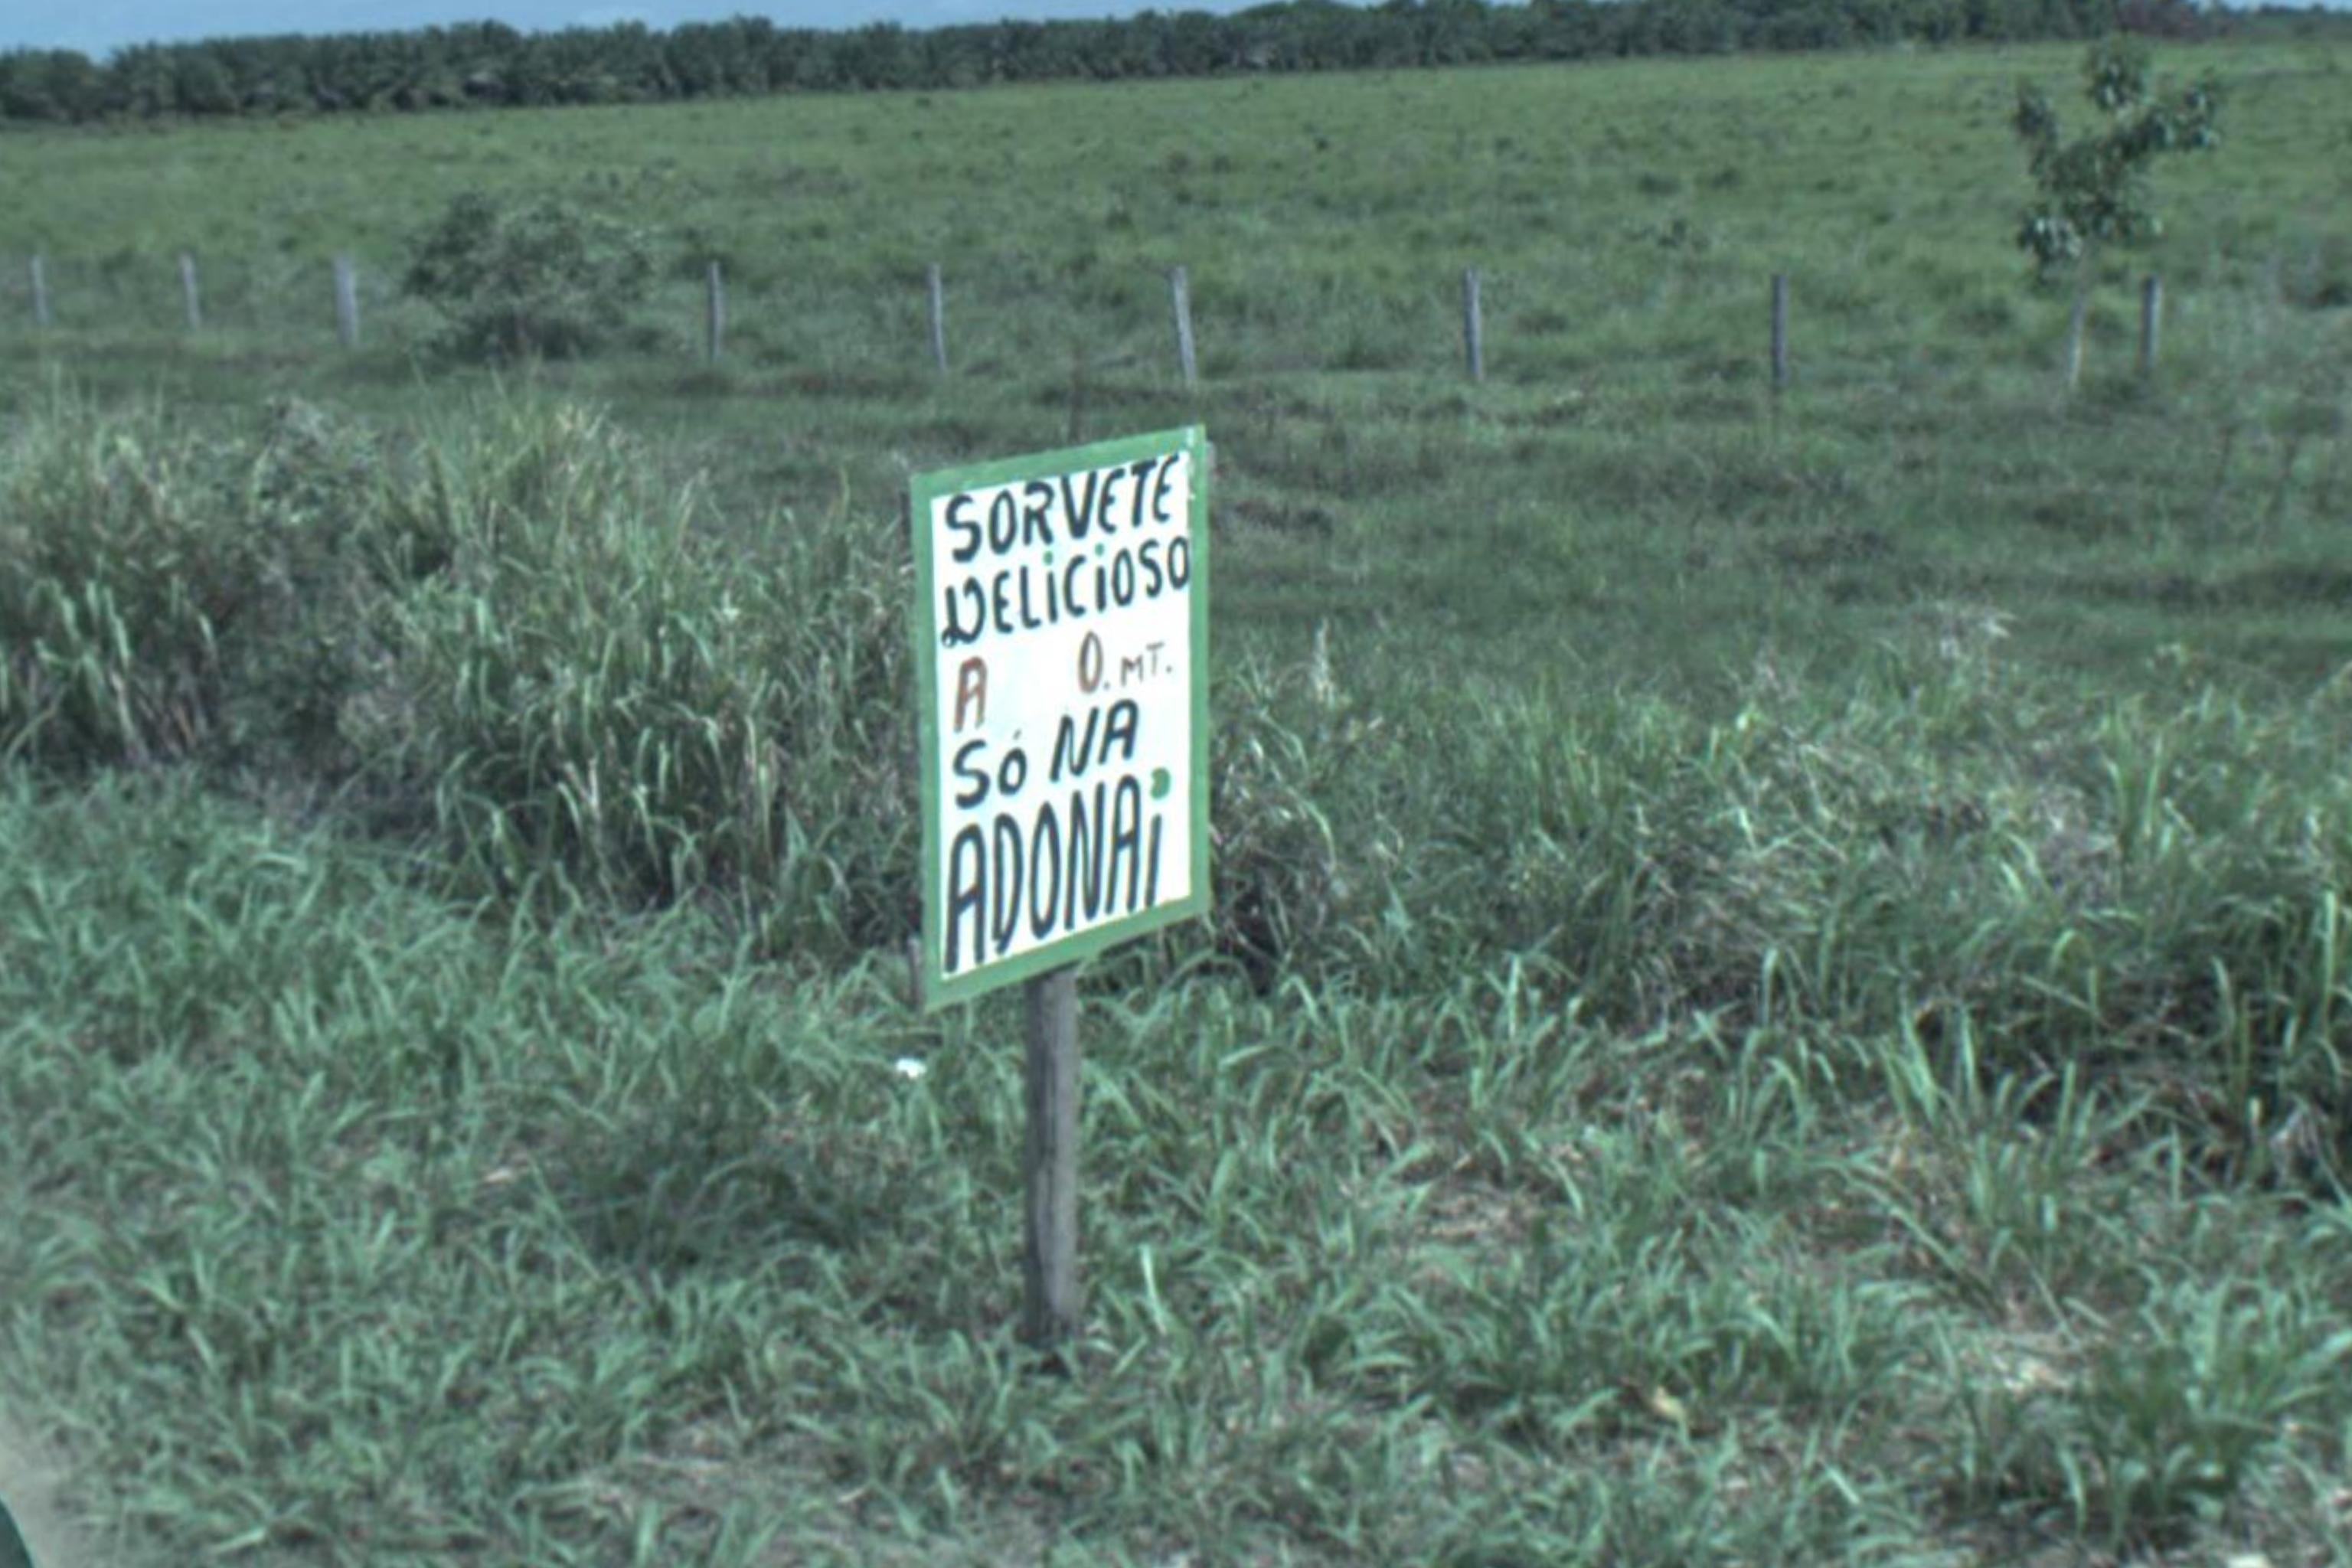 SORVETE
DELiCiOSO
A 0.MT.
SÓ NA
ADONAi